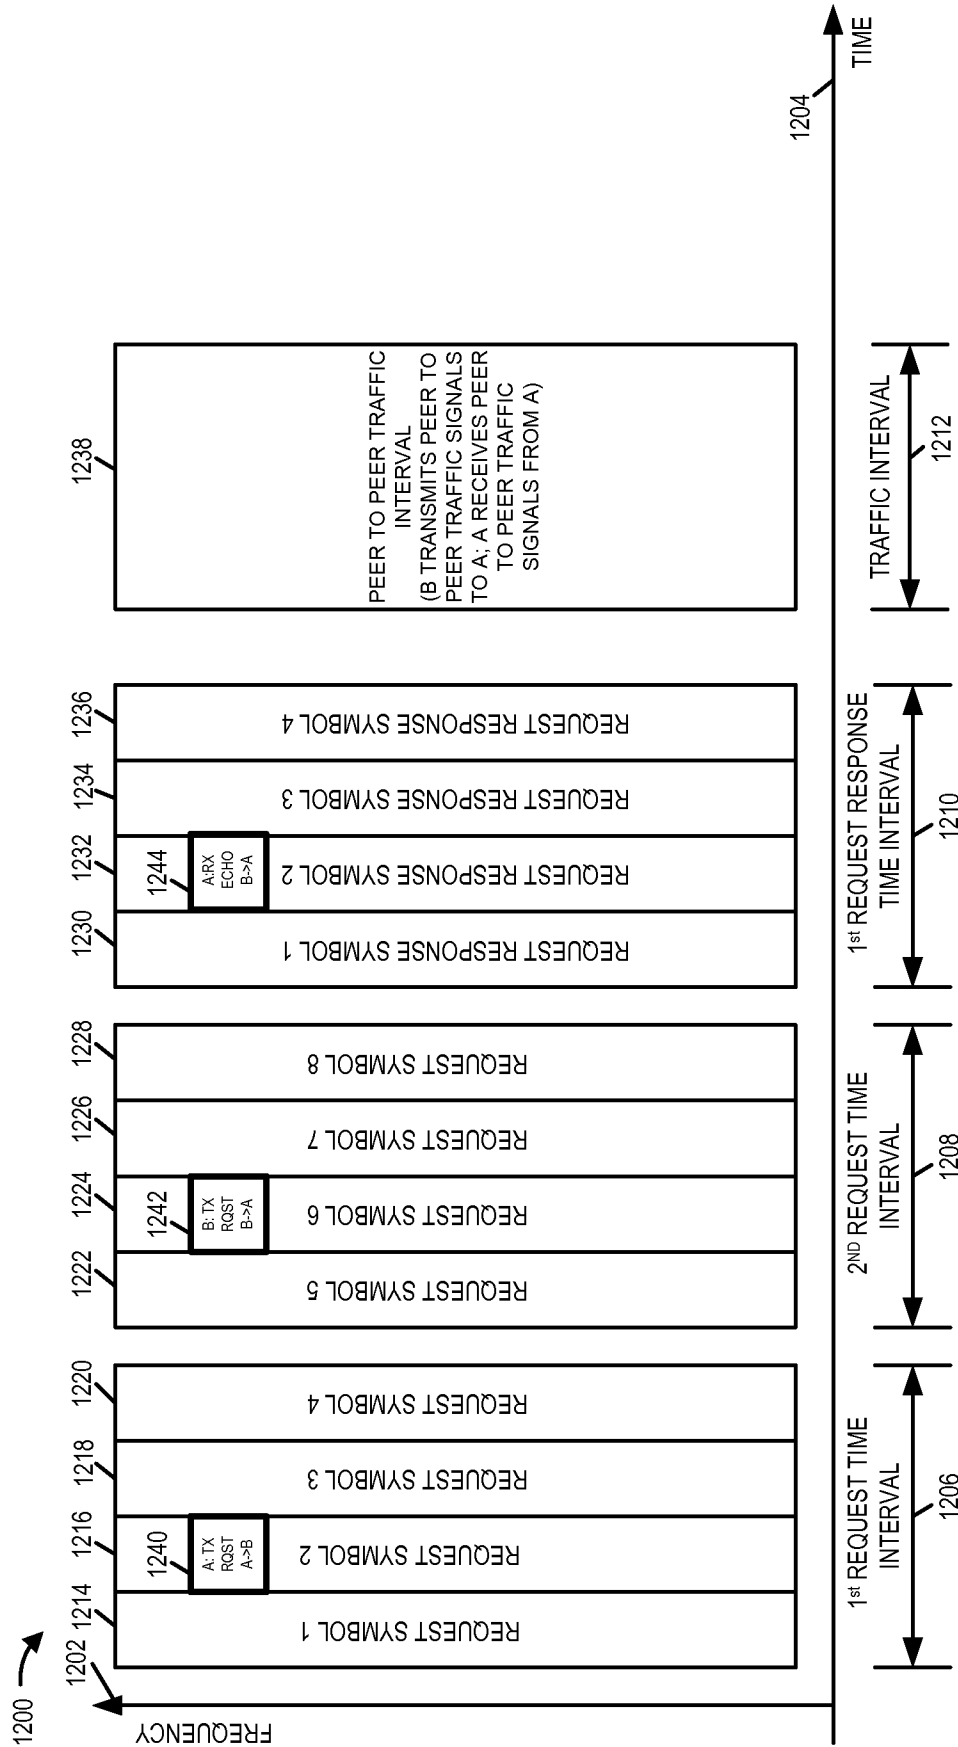 1200
1202
FREQUENCY
1204
TIME
1214
1216
1218
1220
REQUEST SYMBOL 1
REQUEST SYMBOL 2
REQUEST SYMBOL 3
REQUEST SYMBOL 4
1240
A: TX
RQST
A->B
1st REQUEST TIME
INTERVAL
1206
1222
1224
1226
1228
REQUEST SYMBOL 5
REQUEST SYMBOL 6
REQUEST SYMBOL 7
REQUEST SYMBOL 8
1242
B: TX
RQST
B->A
2ND REQUEST TIME
INTERVAL
1208
1230
1232
1234
1236
REQUEST RESPONSE SYMBOL 1
REQUEST RESPONSE SYMBOL 2
REQUEST RESPONSE SYMBOL 3
REQUEST RESPONSE SYMBOL 4
1244
A:RX
ECHO
B->A
1st REQUEST RESPONSE
TIME INTERVAL
1210
1238
PEER TO PEER TRAFFIC
INTERVAL
(B TRANSMITS PEER TO
PEER TRAFFIC SIGNALS
TO A; A RECEIVES PEER
TO PEER TRAFFIC
SIGNALS FROM A)
TRAFFIC INTERVAL
1212